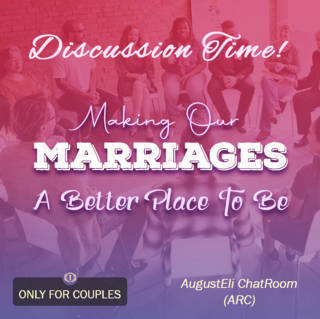 Discussion Time!
Making Our
MARRIAGES
A Better Place To Be
ONLY FOR COUPLES
AugustEli ChatRoom
(ARC)